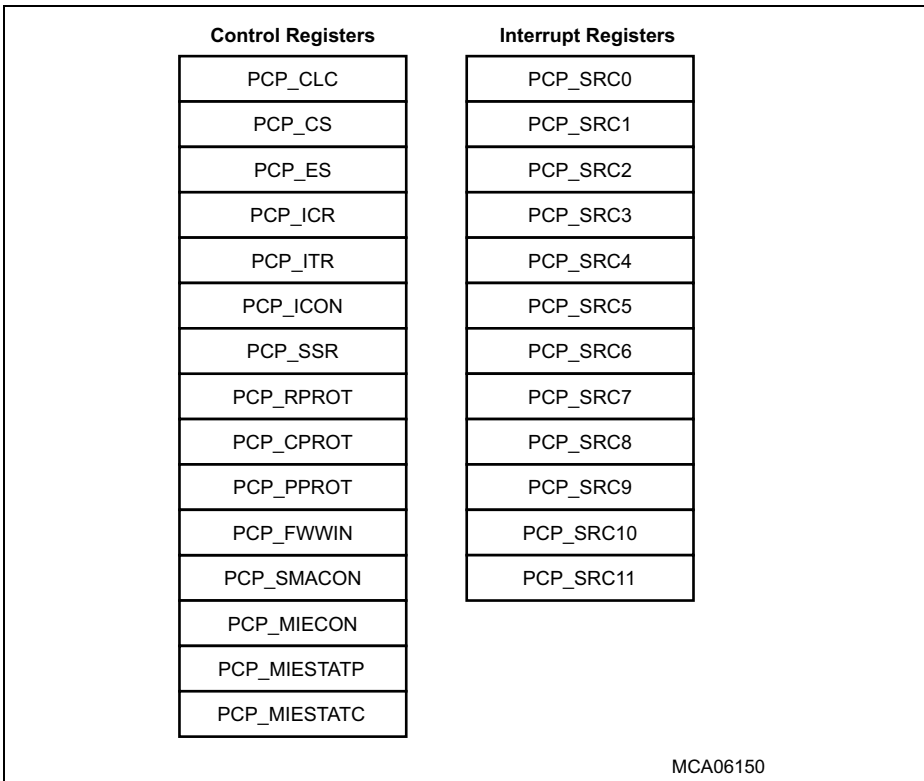 Control Registers
PCP_CLC
PCP_CS
PCP_ES
PCP_ICR
PCP_ITR
PCP_ICON
PCP_SSR
PCP_RPROT
PCP_CPROT
PCP_PPROT
PCP_FWWIN
PCP_SMACON
PCP_MIECON
PCP_MIESTATP
PCP_MIESTATC
Interrupt Registers
PCP_SRC0
PCP_SRC1
PCP_SRC2
PCP_SRC3
PCP_SRC4
PCP_SRC5
PCP_SRC6
PCP_SRC7
PCP_SRC8
PCP_SRC9
PCP_SRC10
PCP_SRC11
MCA06150